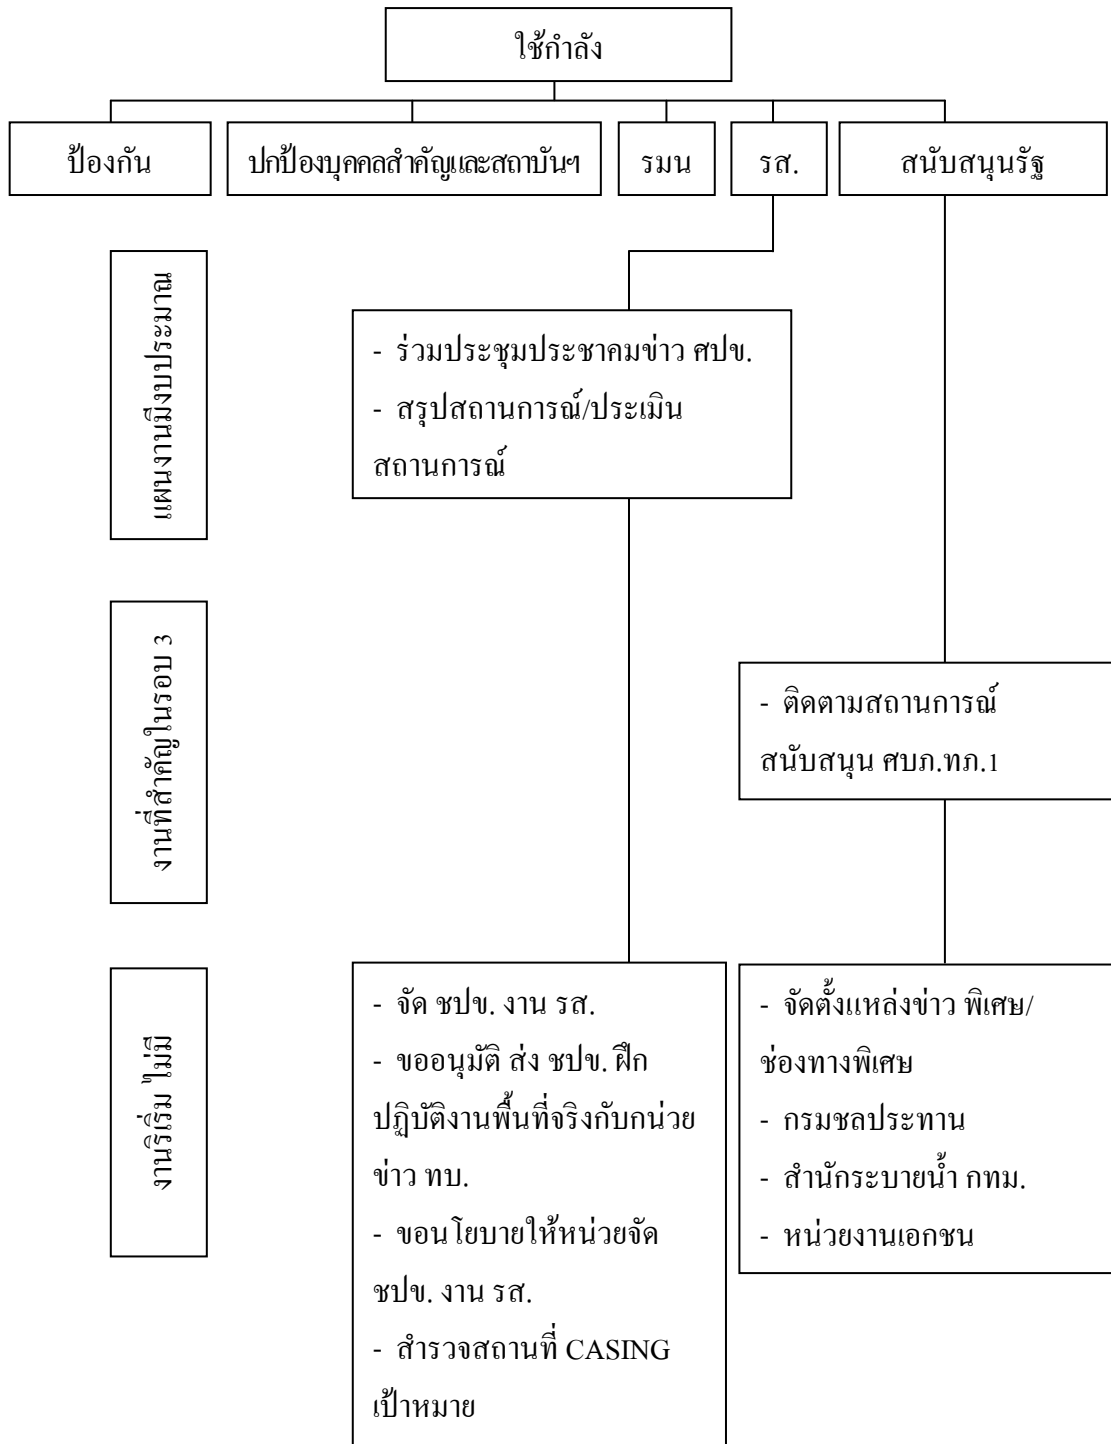 ใช้กำลัง
ป้องกัน
ปกป้องบุคคลสำคัญและสถาบันฯ
รมน
รส.
สนับสนุนรัฐ
แผนงานมีงบประมาณ
- ร่วมประชุมประชาคมข่าว ศปข.
- สรุปสถานการณ์/ประเมิน
สถานการณ์
งานที่สำคัญในรอบ 3
- ติดตามสถานการณ์
สนับสนุน ศบภ.ทภ.1
งานริเริ่ม ไม่มี
- จัด ชปข. งาน รส.
- ขออนุมัติ ส่ง ชปข. ฝึก
ปฏิบัติงานพื้นที่จริงกับกน่วย
ข่าว ทบ.
- ขอนโยบายให้หน่วยจัด
ชปข. งาน รส.
- สำรวจสถานที่ CASING
เป้าหมาย
- จัดตั้งแหล่งข่าว พิเศษ/
ช่องทางพิเศษ
- กรมชลประทาน
- สำนักระบายน้ำ กทม.
- หน่วยงานเอกชน